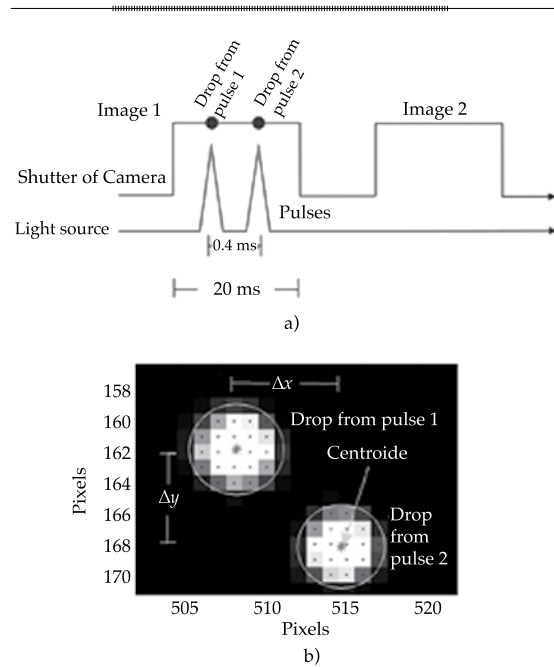 Drop from
pulse 1
Drop from
pulse 2
Image 1
Image 2
Shutter of Camera
Pulses
Light source
0.4 ms
20 ms
a)
158
Δx
160
Drop from pulse 1
162
Centroide
164
Δy
Pixels
166
Drop
from
pulse 2
168
170
505
510
515
520
Pixels
b)